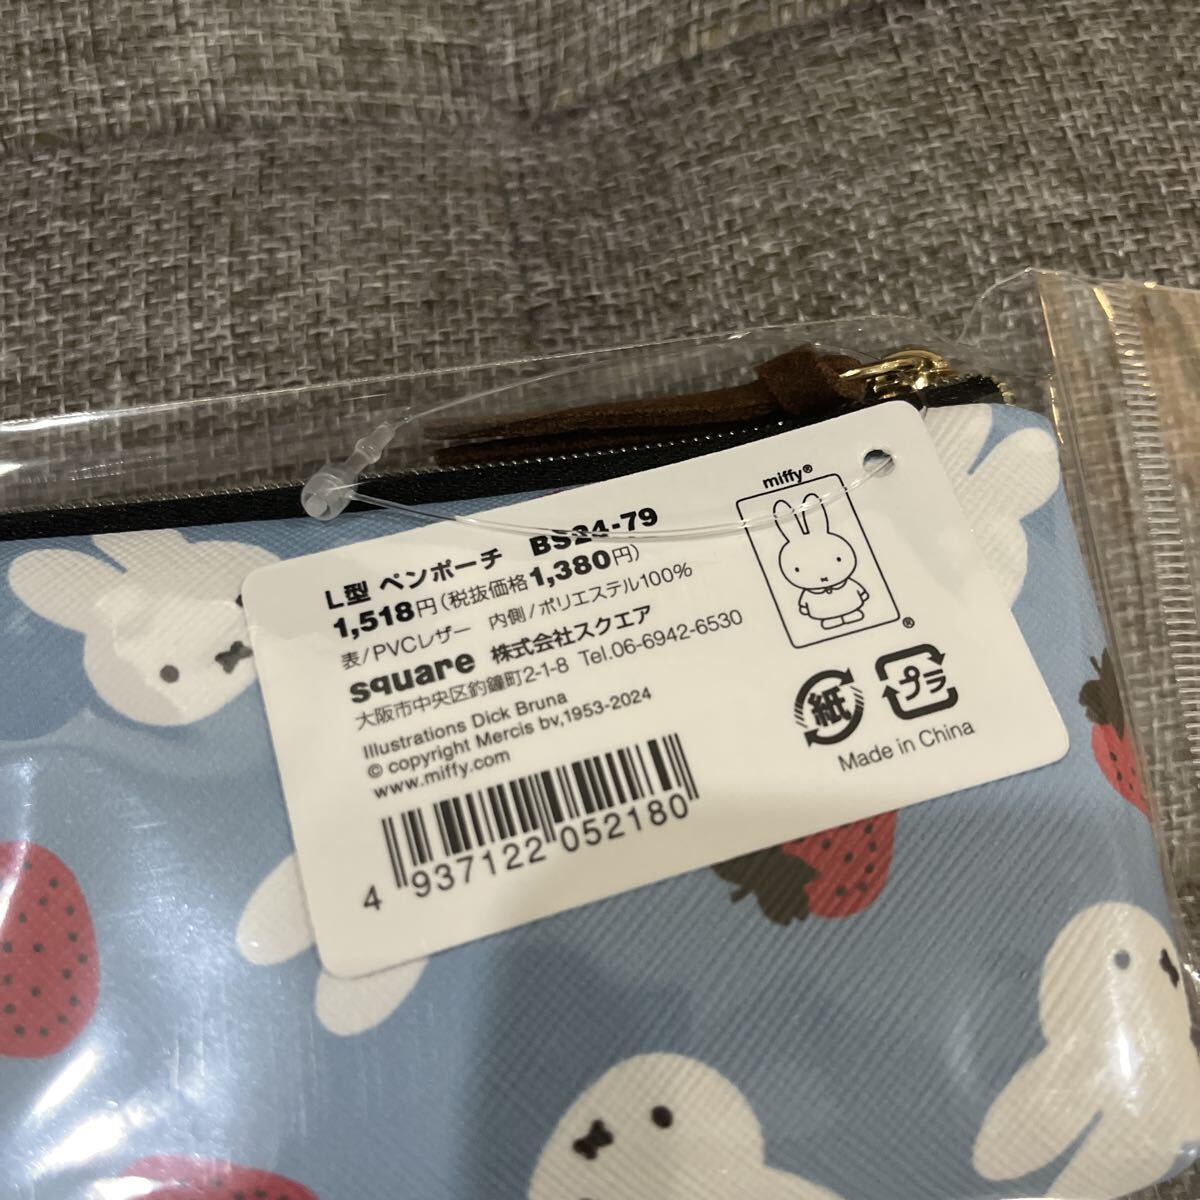 L型 ペンポーチ BS24-79
1,518円(税抜価格1,380円)
表/PVCレザー 内側/ポリエステル100%
square 株式会社スクエア
大阪市中央区釣鐘町2-1-8 Tel.06-6942-6530
Illustrations Dick Bruna
© copyright Mercis bv,1953-2024
www.miffy.com
4 937122 052180
miffy®
®
紙 プラ
Made in China